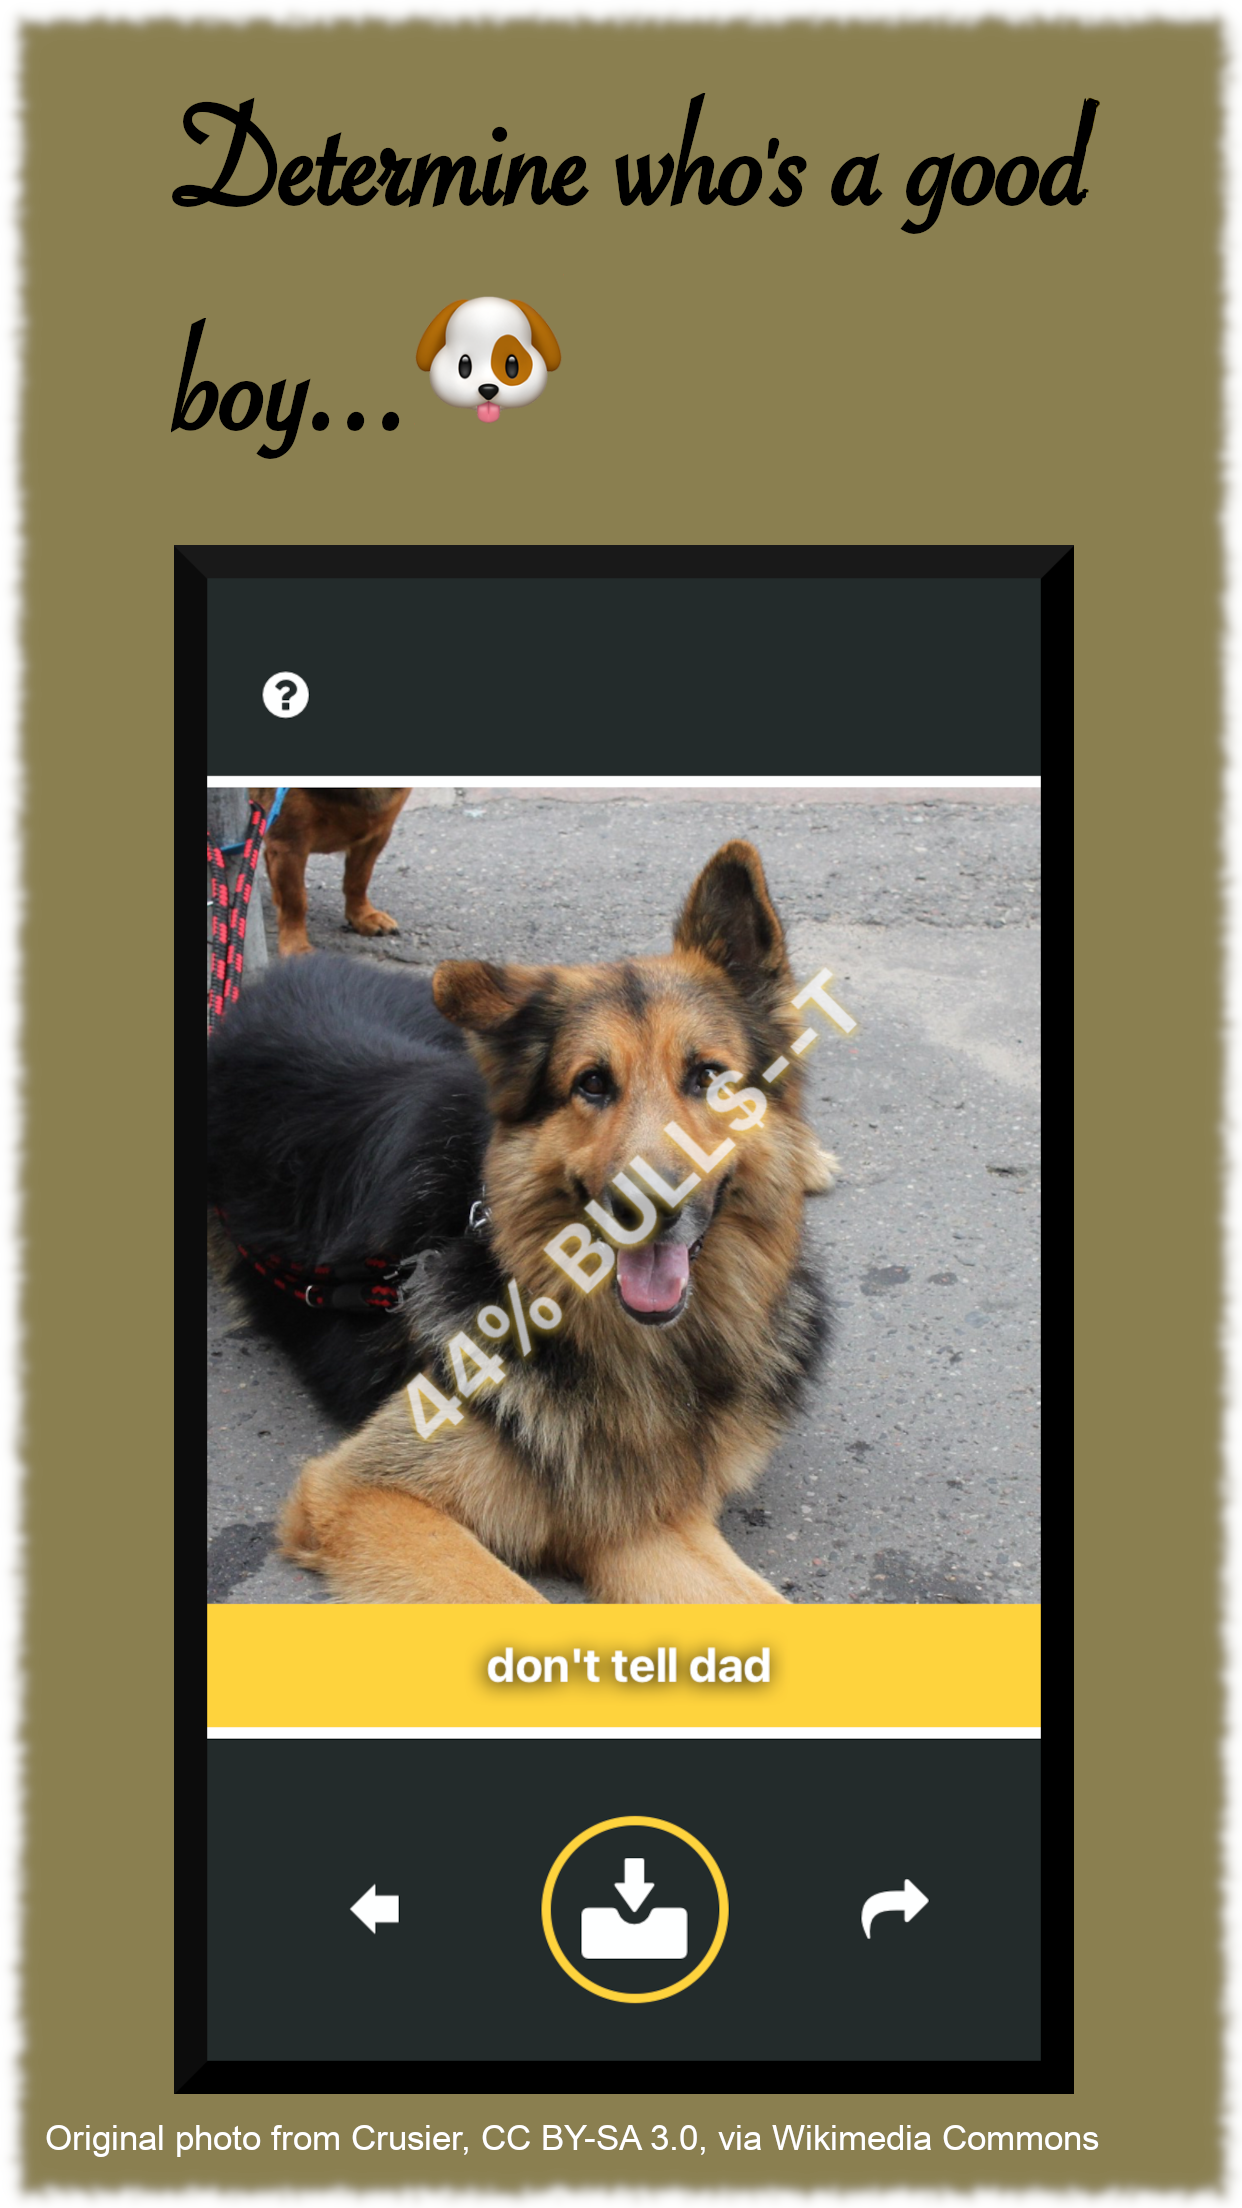 Determine who's a good
boy...
?
44% BULL$--T
don't tell dad
Original photo from Crusier, CC BY-SA 3.0, via Wikimedia Commons